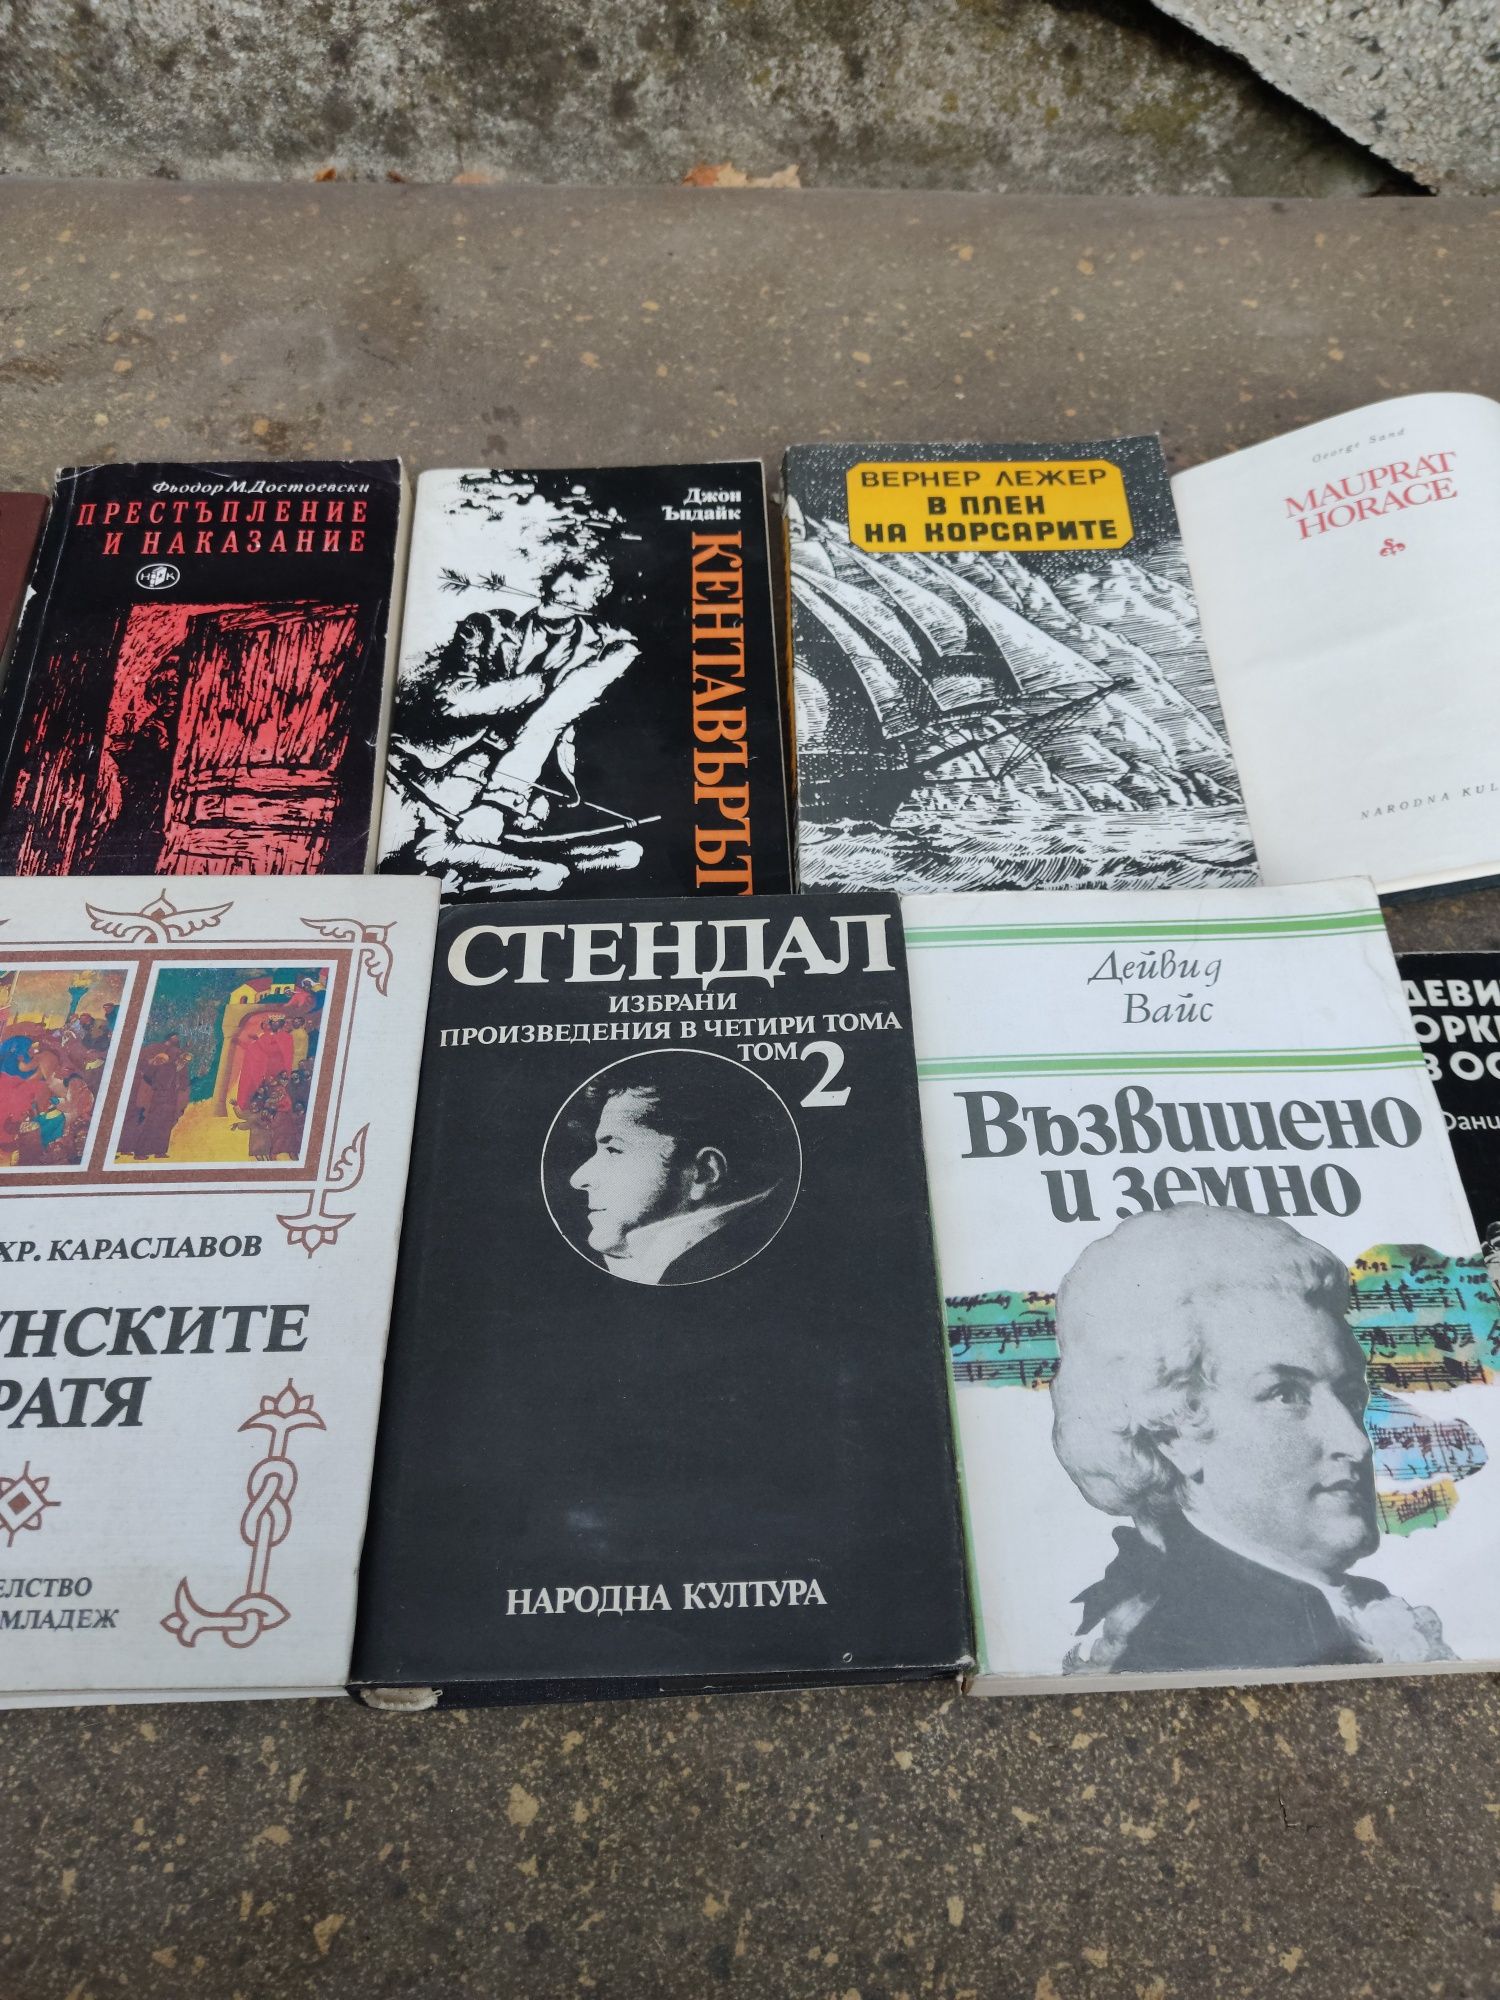 Фьодор М. Достоевски
ПРЕСТЪПЛЕНИЕ
И НАКАЗАНИЕ
НК
Джон
Ъпдайк
КЕНТАВЪРЪТ
ВЕРНЕР ЛЕЖЕР
В ПЛЕН
НА КОРСАРИТЕ
George Sand
MAUPRAT
HORACE
NARODNA KUL
ХР. КАРАСЛАВОВ
УНСКИТЕ
РАТЯ
ЕЛСТВО
МЛАДЕЖ
СТЕНДАЛ
ИЗБРАНИ
ПРОИЗВЕДЕНИЯ В ЧЕТИРИ ТОМА
ТОМ 2
НАРОДНА КУЛТУРА
Дейвид
Вайс
Възвишено
и земно
ДЕВИ
ОРКИ
В ОС